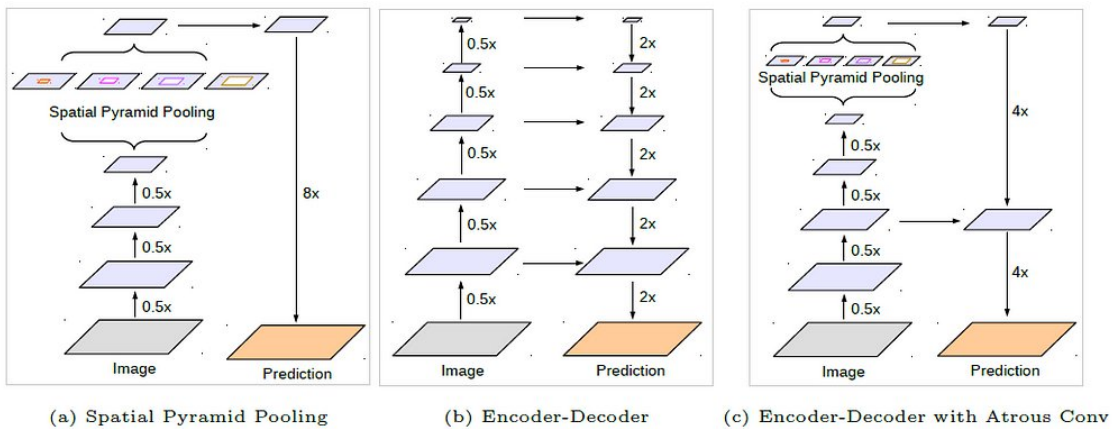 Spatial Pyramid Pooling
0.5x
0.5x
0.5x
8x
Image
Prediction
(a) Spatial Pyramid Pooling
0.5x
0.5x
0.5x
0.5x
0.5x
2x
2x
2x
2x
2x
Image
Prediction
(b) Encoder-Decoder
Spatial Pyramid Pooling
0.5x
0.5x
0.5x
0.5x
4x
4x
Image
Prediction
(c) Encoder-Decoder with Atrous Conv